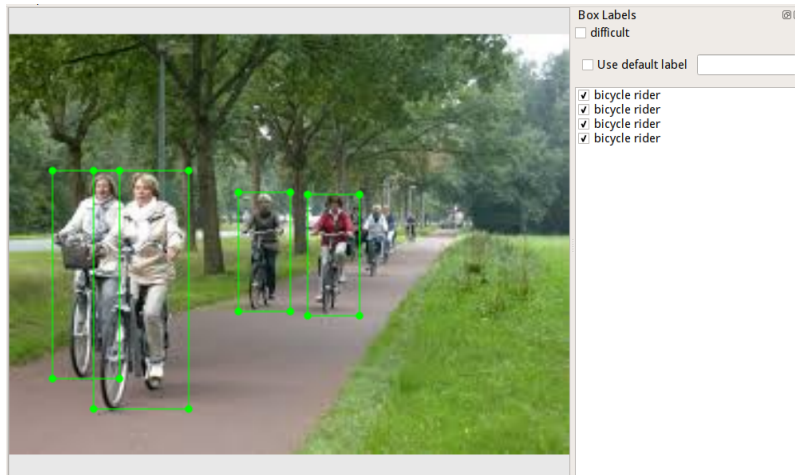 Box Labels
difficult
Use default label
bicycle rider
bicycle rider
bicycle rider
bicycle rider